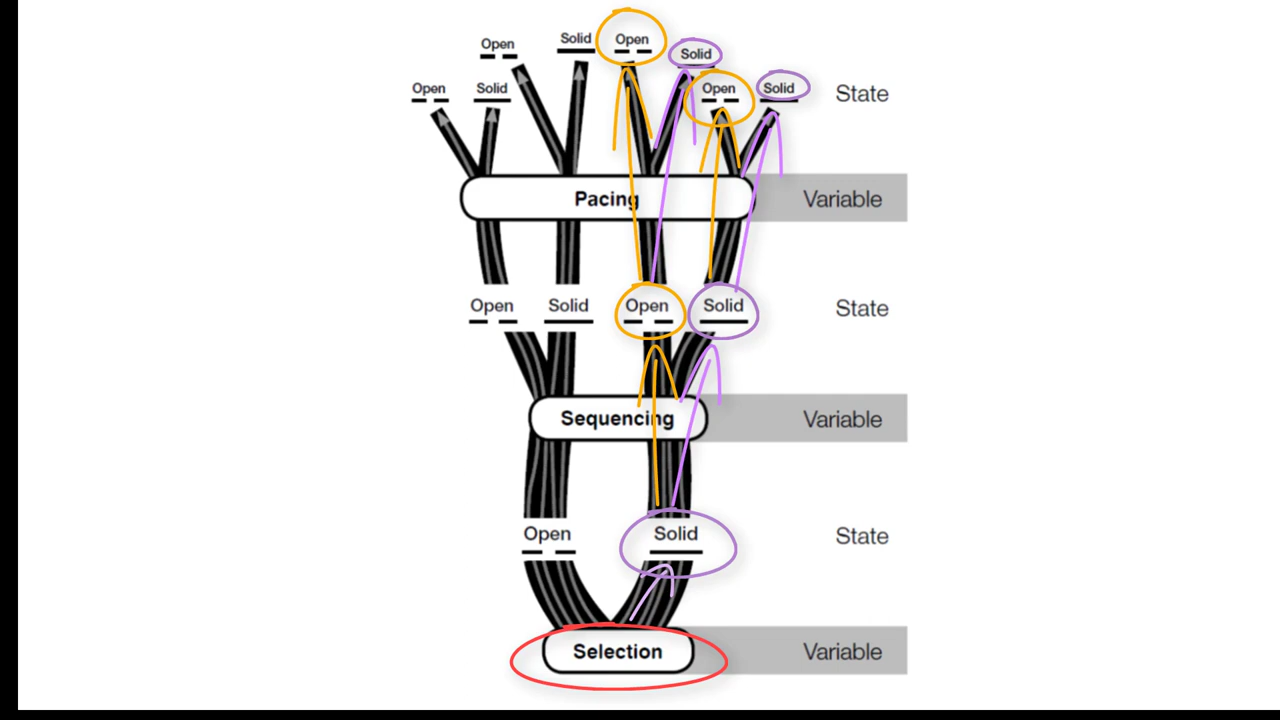 Open Solid Open Solid
Open Solid Open Solid State
Pacing Variable
Open Solid Open Solid State
Sequencing Variable
Open Solid State
Selection Variable